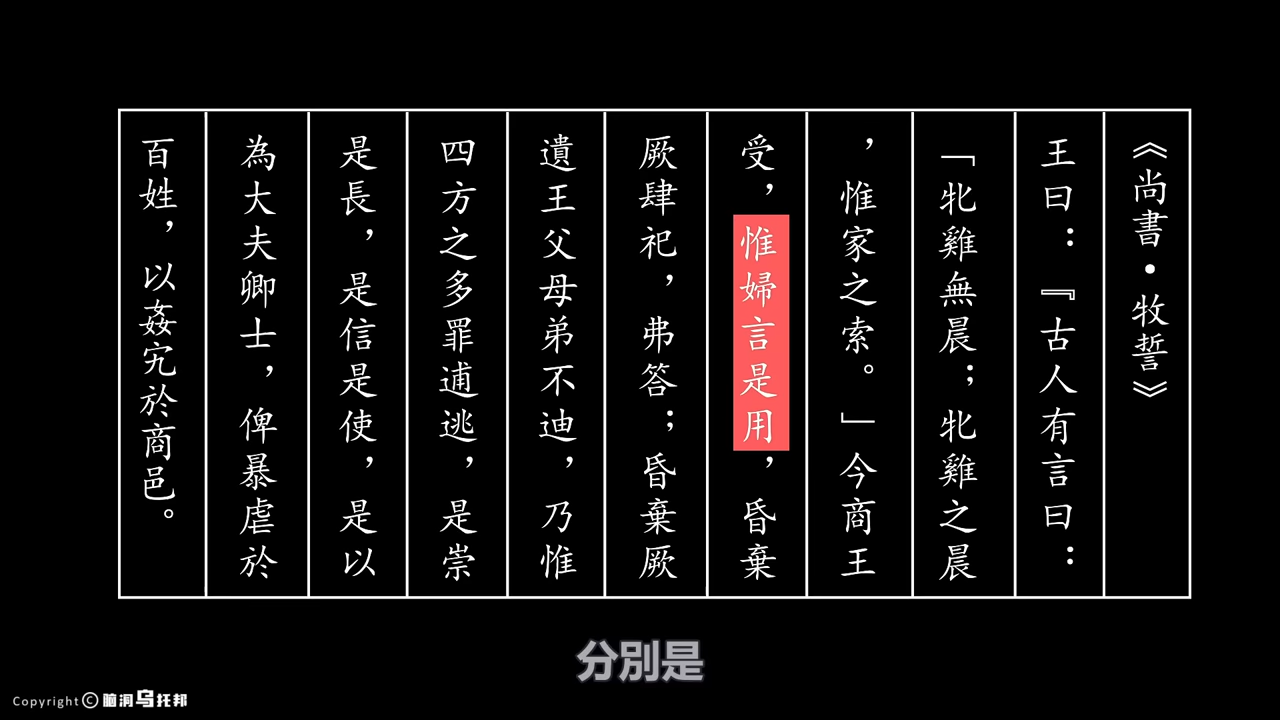 《尚書·牧誓》
王曰：『古人有言曰：
「牝雞無晨；牝雞之晨
，惟家之索。」今商王
受，惟婦言是用，昏棄
厥肆祀，弗答；昏棄厥
遺王父母弟不迪，乃惟
四方之多罪逋逃，是崇
是長，是信是使，是以
為大夫卿士，俾暴虐於
百姓，以姦宄於商邑。
分別是
Copyright©脑洞乌托邦